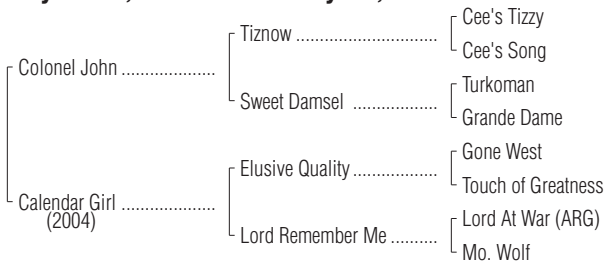 Cee's Tizzy
Tiznow ....................
Cee's Song
Colonel John ....................
Turkoman
Sweet Damsel ..................
Grande Dame
Gone West
Elusive Quality ..................
Touch of Greatness
Calendar Girl ....................
(2004)
Lord At War (ARG)
Lord Remember Me ..........
Mo. Wolf